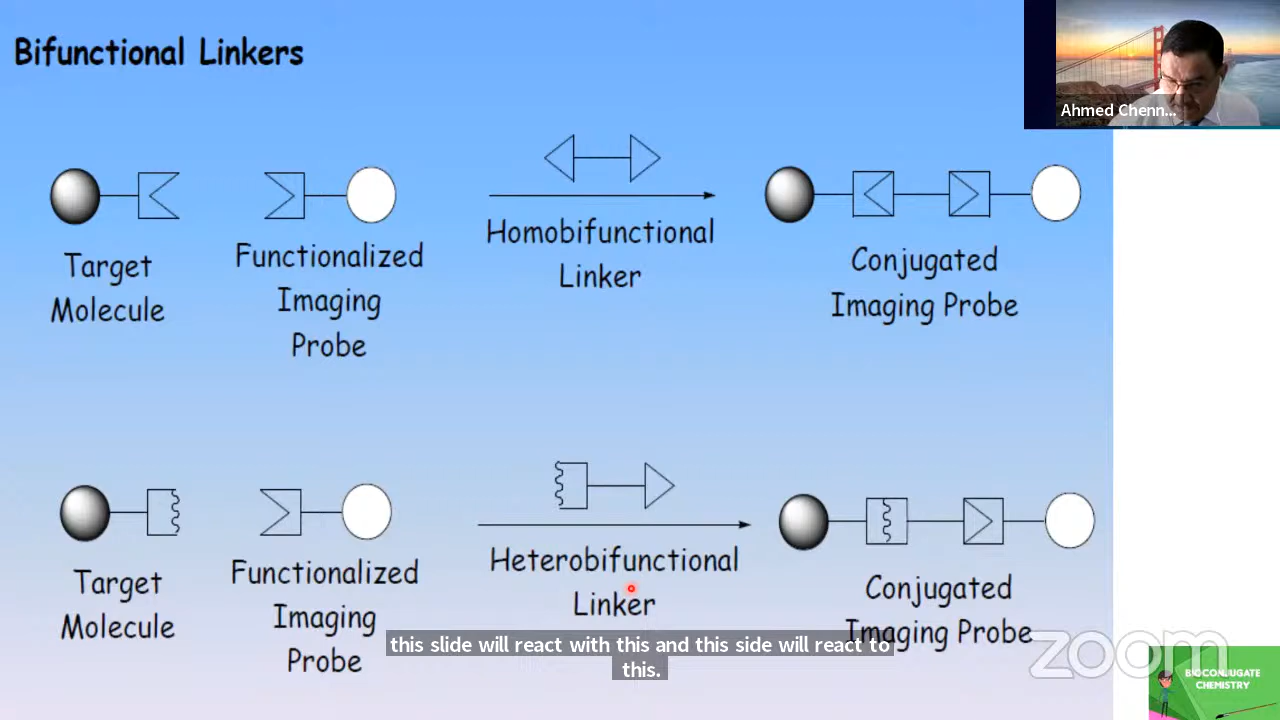 Bifunctional Linkers
Ahmed Chenn...
Target
Molecule
Functionalized
Imaging
Probe
Homobifunctional
Linker
Conjugated
Imaging Probe
Target
Molecule
Functionalized
Imaging
Probe
Heterobifunctional
Linker
Conjugated
Imaging Probe
this slide will react with this and this side will react to
this.
zoom
BIOCONJUGATE
CHEMISTRY